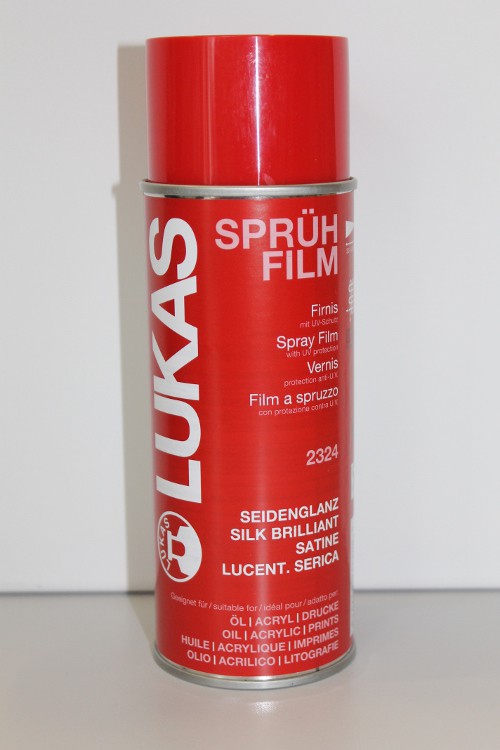 LUKAS
SPRÜH
FILM
Firnis
mit UV-Schutz
Spray Film
with UV protection
Vernis
protection anti-U.V.
Film a spruzzo
con protezione contro U.V.
2324
SEIDENGLANZ
SILK BRILLIANT
SATINE
LUCENT. SERICA
LUKAS
Geeignet für / suitable for / idéal pour / adatto per:
ÖL | ACRYL | DRUCKE
OIL | ACRYLIC | PRINTS
HUILE | ACRYLIQUE | IMPRIMES
OLIO | ACRILICO | LITOGRAFIE